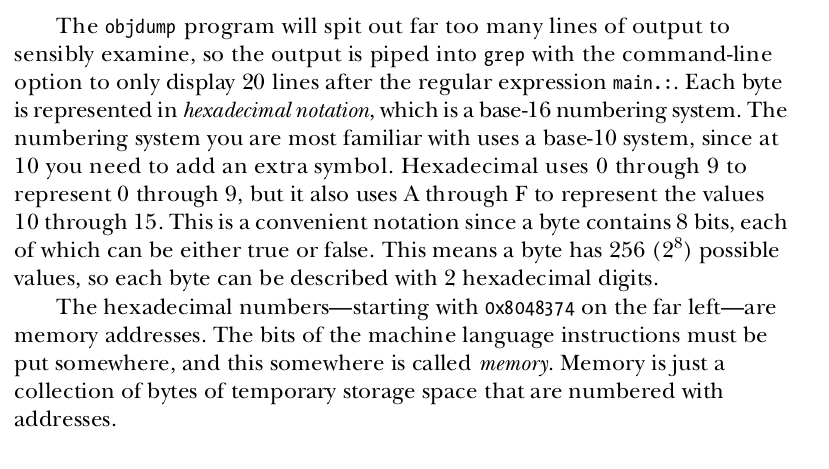 The objdump program will spit out far too many lines of output to
sensibly examine, so the output is piped into grep with the command-line
option to only display 20 lines after the regular expression main.:. Each byte
is represented in hexadecimal notation, which is a base-16 numbering system. The
numbering system you are most familiar with uses a base-10 system, since at
10 you need to add an extra symbol. Hexadecimal uses 0 through 9 to
represent 0 through 9, but it also uses A through F to represent the values
10 through 15. This is a convenient notation since a byte contains 8 bits, each
of which can be either true or false. This means a byte has 256 (2⁸) possible
values, so each byte can be described with 2 hexadecimal digits.
The hexadecimal numbers—starting with 0x8048374 on the far left—are
memory addresses. The bits of the machine language instructions must be
put somewhere, and this somewhere is called memory. Memory is just a
collection of bytes of temporary storage space that are numbered with
addresses.